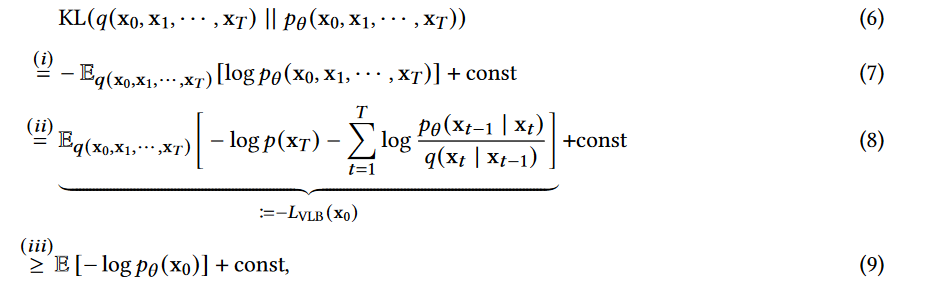 KL(q(x₀, x₁, ⋯ , x_T) || p_θ(x₀, x₁, ⋯ , x_T)) (6)
(i) = − 𝔼_{q(x₀,x₁,⋯,x_T)} [log p_θ(x₀, x₁, ⋯ , x_T)] + const (7)
(ii) = 𝔼_{q(x₀,x₁,⋯,x_T)} [ − log p(x_T) − ∑_{t=1}^{T} log p_θ(x_{t−1} | x_t) / q(x_t | x_{t−1}) ] +const (8)
:=−L_{VLB}(x₀)
(iii) ≥ 𝔼 [− log p_θ(x₀)] + const, (9)